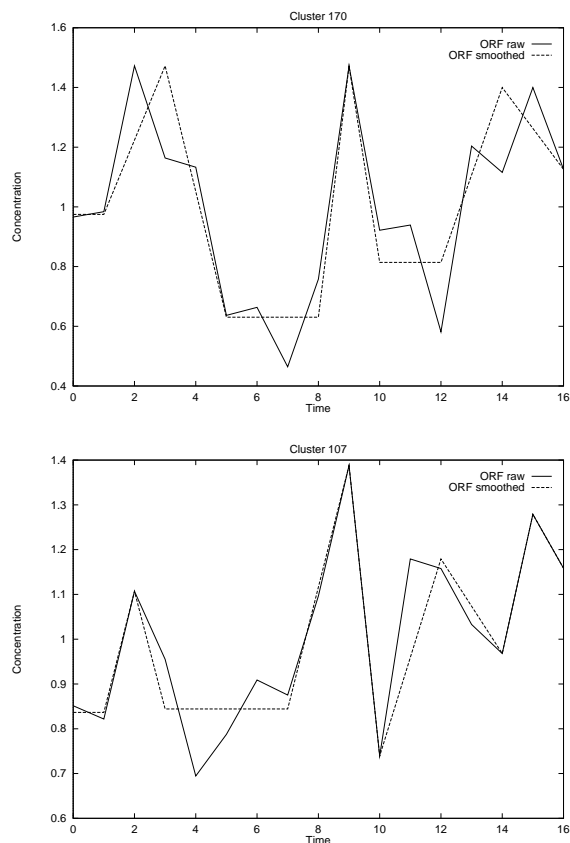 Cluster 170
1.6
ORF raw
ORF smoothed
1.4
1.2
Concentration
1
0.8
0.6
0.4
0 2 4 6 8 10 12 14 16
Time
Cluster 107
1.4
ORF raw
ORF smoothed
1.3
1.2
1.1
Concentration
1
0.9
0.8
0.7
0.6
0 2 4 6 8 10 12 14 16
Time